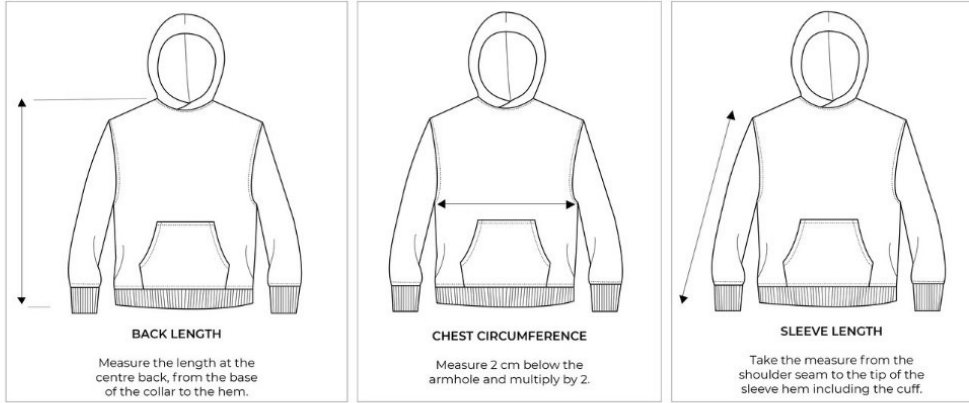 BACK LENGTH
Measure the length at the
centre back, from the base
of the collar to the hem.
CHEST CIRCUMFERENCE
Measure 2 cm below the
armhole and multiply by 2.
SLEEVE LENGTH
Take the measure from the
shoulder seam to the tip of the
sleeve hem including the cuff.